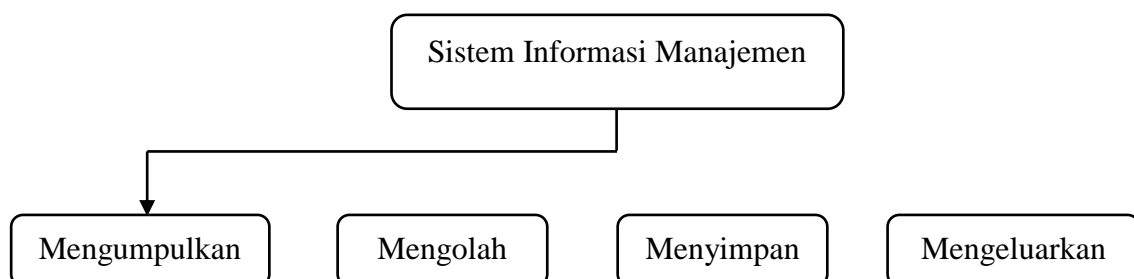 Sistem Informasi Manajemen
Mengumpulkan
Mengolah
Menyimpan
Mengeluarkan